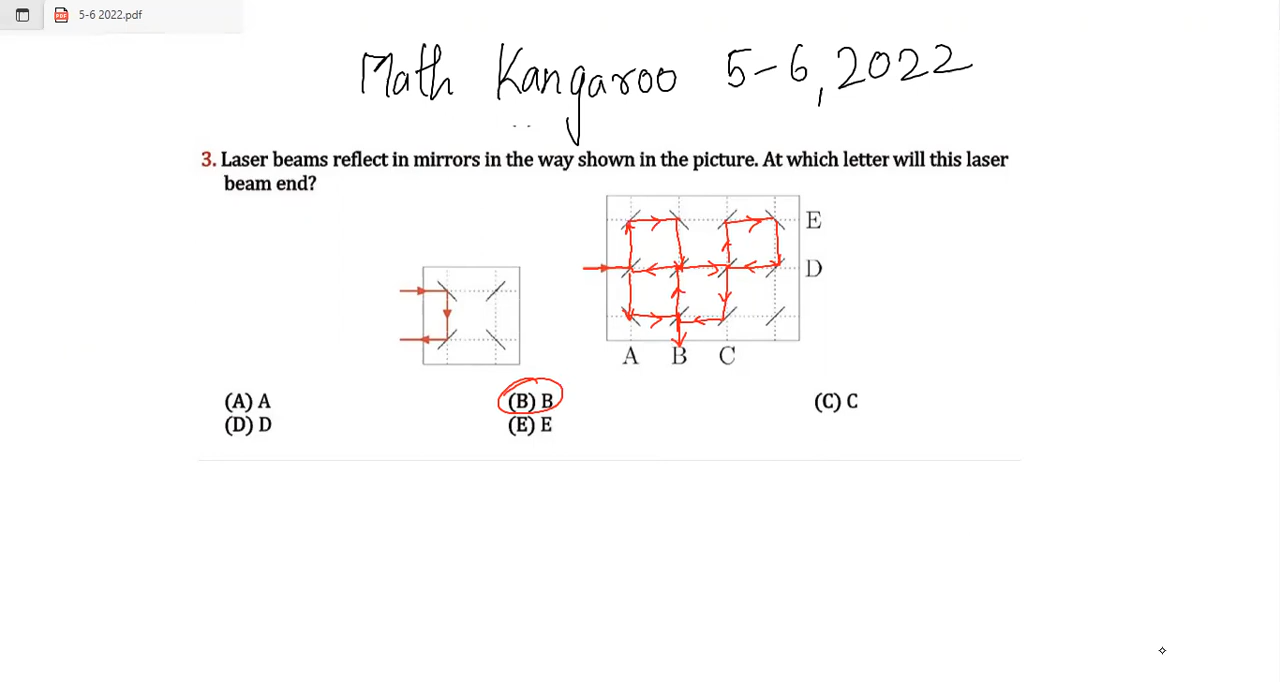 5-6 2022.pdf
Math Kangaroo 5-6, 2022
3. Laser beams reflect in mirrors in the way shown in the picture. At which letter will this laser
beam end?
E
D
A B C
(A) A (B) B (C) C
(D) D (E) E